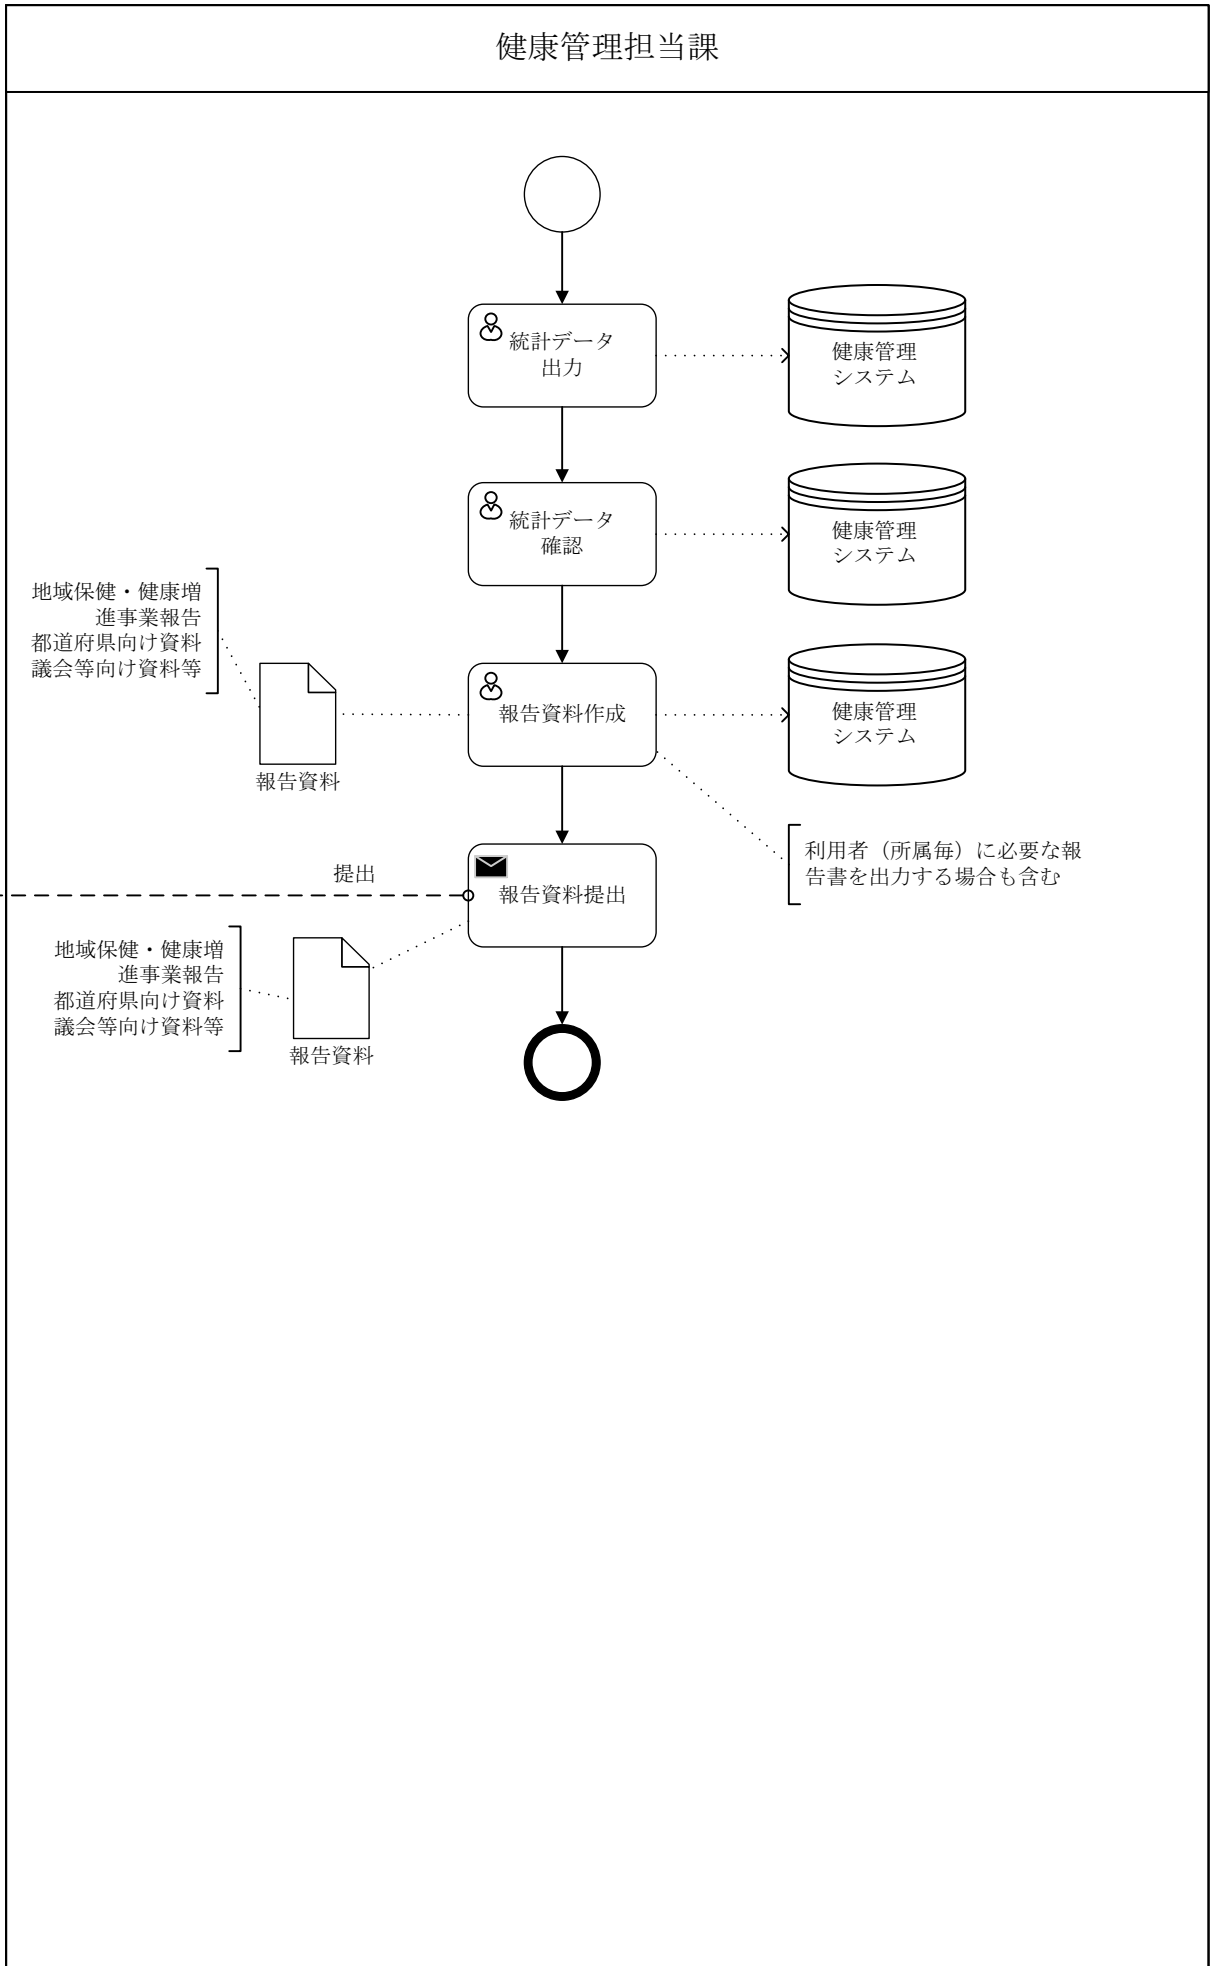 健康管理担当課
統計データ
出力
健康管理
システム
統計データ
確認
健康管理
システム
地域保健・健康増
進事業報告
都道府県向け資料
議会等向け資料等
報告資料
報告資料作成
健康管理
システム
利用者（所属毎）に必要な報
告書を出力する場合も含む
提出
報告資料提出
地域保健・健康増
進事業報告
都道府県向け資料
議会等向け資料等
報告資料